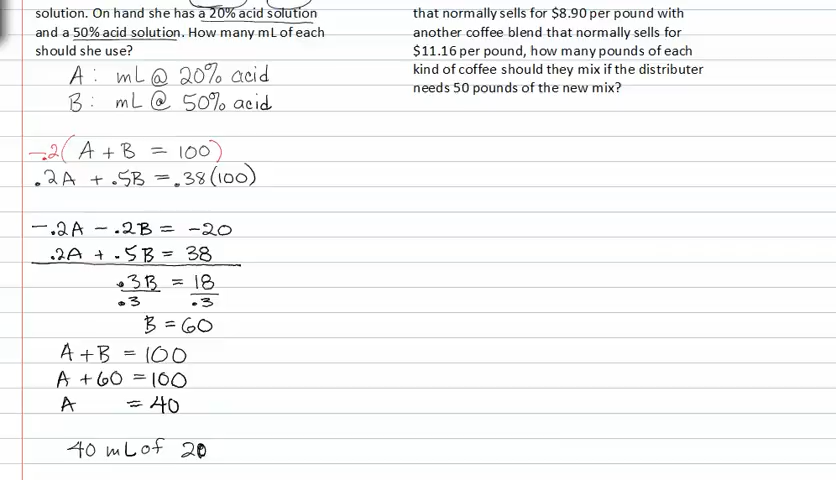 solution. On hand she has a 20% acid solution
and a 50% acid solution. How many mL of each
should she use?
A: mL @ 20% acid
B: mL @ 50% acid
-.2( A + B = 100 )
.2A + .5B = .38(100)
-.2A - .2B = -20
.2A + .5B = 38
.3B = 18
.3 .3
B = 60
A + B = 100
A + 60 = 100
A = 40
40 mL of 20
that normally sells for $8.90 per pound with
another coffee blend that normally sells for
$11.16 per pound, how many pounds of each
kind of coffee should they mix if the distributer
needs 50 pounds of the new mix?